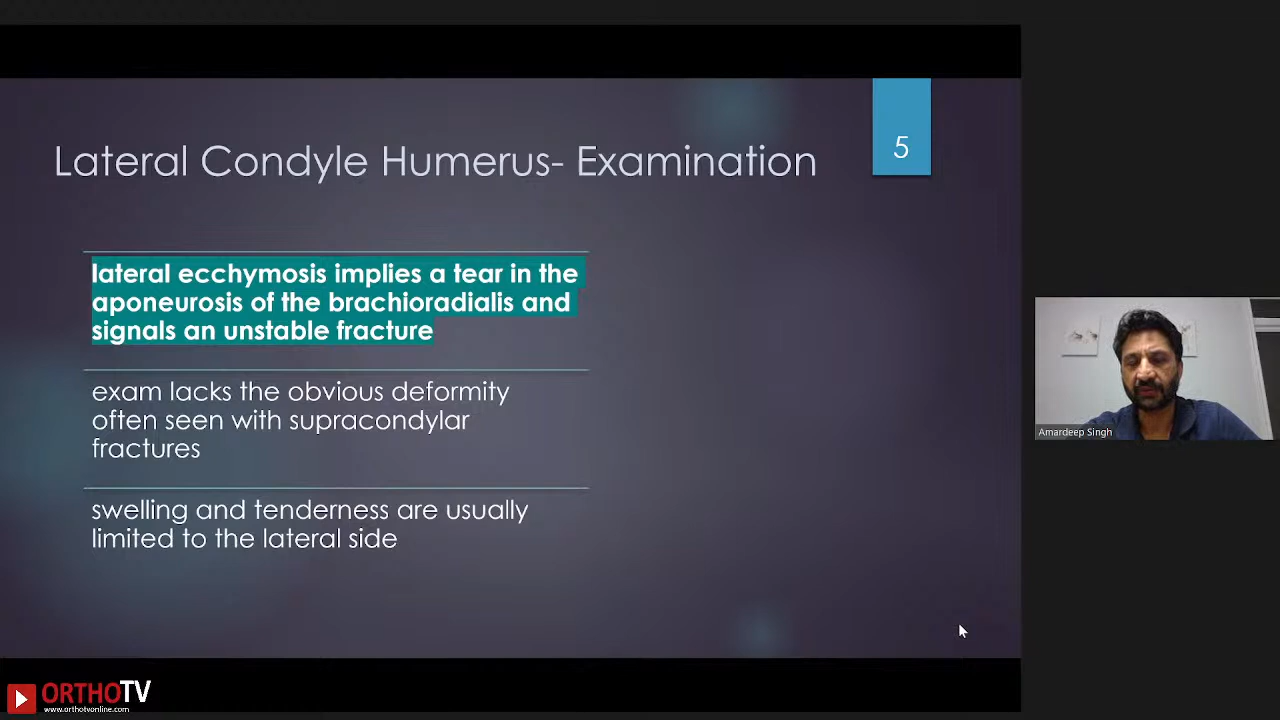 5
Lateral Condyle Humerus- Examination
lateral ecchymosis implies a tear in the
aponeurosis of the brachioradialis and
signals an unstable fracture
exam lacks the obvious deformity
often seen with supracondylar
fractures
swelling and tenderness are usually
limited to the lateral side
Amardeep Singh
ORTHOTV
www.orthotvonline.com